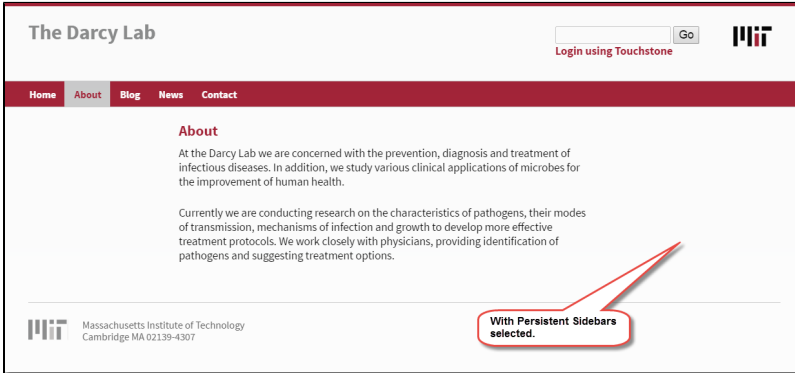 The Darcy Lab
Go
Login using Touchstone
Home About Blog News Contact
About
At the Darcy Lab we are concerned with the prevention, diagnosis and treatment of
infectious diseases. In addition, we study various clinical applications of microbes for
the improvement of human health.
Currently we are conducting research on the characteristics of pathogens, their modes
of transmission, mechanisms of infection and growth to develop more effective
treatment protocols. We work closely with physicians, providing identification of
pathogens and suggesting treatment options.
With Persistent Sidebars
selected.
Massachusetts Institute of Technology
Cambridge MA 02139-4307